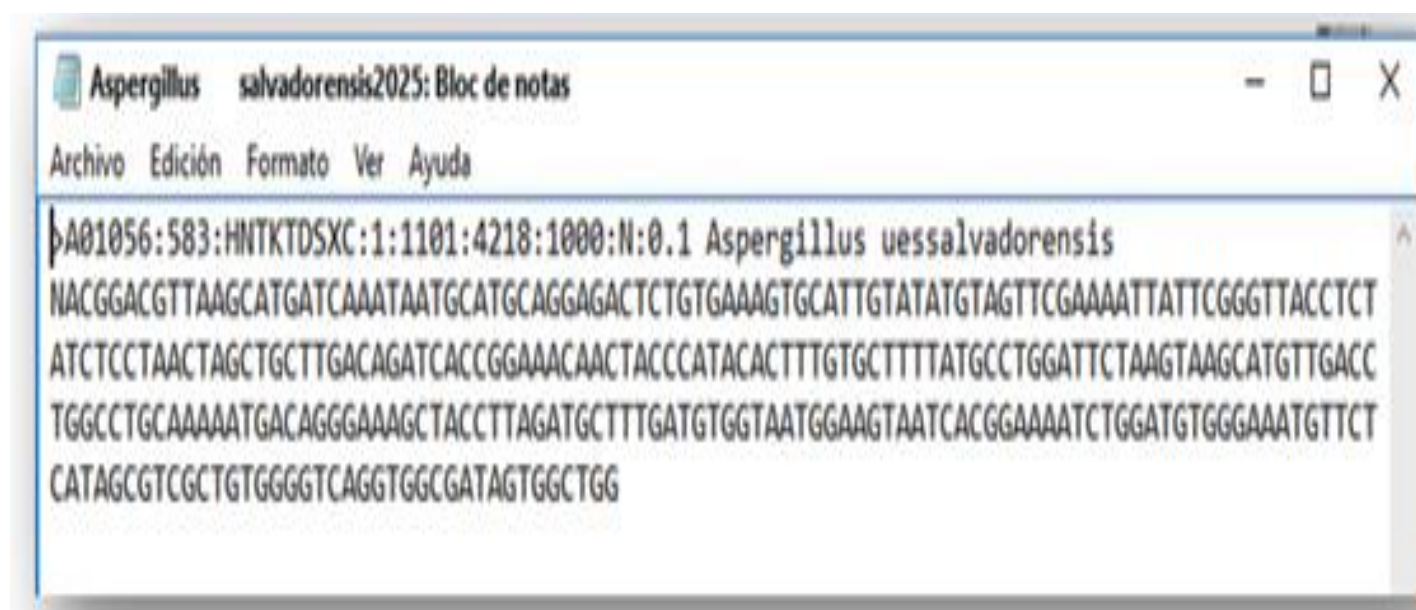 Aspergillus salvadorensis2025: Bloc de notas
Archivo Edición Formato Ver Ayuda
>A01056:583:HNTKTDSXC:1:1101:4218:1000:N:0.1 Aspergillus uessalvadorensis
NACGGACGTTAAGCATGATCAAATAATGCATGCAGGAGACTCTGTGAAAGTGCATTGTATATGTAGTTCGAAAATTATTCGGGTTACCTCT
ATCTCCTAACTAGCTGCTTGACAGATCACCGGAAACAACTACCCATACACTTTGTGCTTTTATGCCTGGATTCTAAGTAAGCATGTTGACC
TGGCCTGCAAAAATGACAGGGAAAGCTACCTTAGATGCTTTGATGTGGTAATGGAAGTAATCACGGAAAATCTGGATGTGGGAAATGTTCT
CATAGCGTCGCTGTGGGGTCAGGTGGCGATAGTGGCTGG